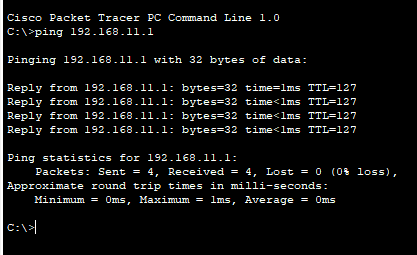 Cisco Packet Tracer PC Command Line 1.0
C:\>ping 192.168.11.1
Pinging 192.168.11.1 with 32 bytes of data:
Reply from 192.168.11.1: bytes=32 time=1ms TTL=127
Reply from 192.168.11.1: bytes=32 time<1ms TTL=127
Reply from 192.168.11.1: bytes=32 time<1ms TTL=127
Reply from 192.168.11.1: bytes=32 time<1ms TTL=127
Ping statistics for 192.168.11.1:
Packets: Sent = 4, Received = 4, Lost = 0 (0% loss),
Approximate round trip times in milli-seconds:
Minimum = 0ms, Maximum = 1ms, Average = 0ms
C:\>